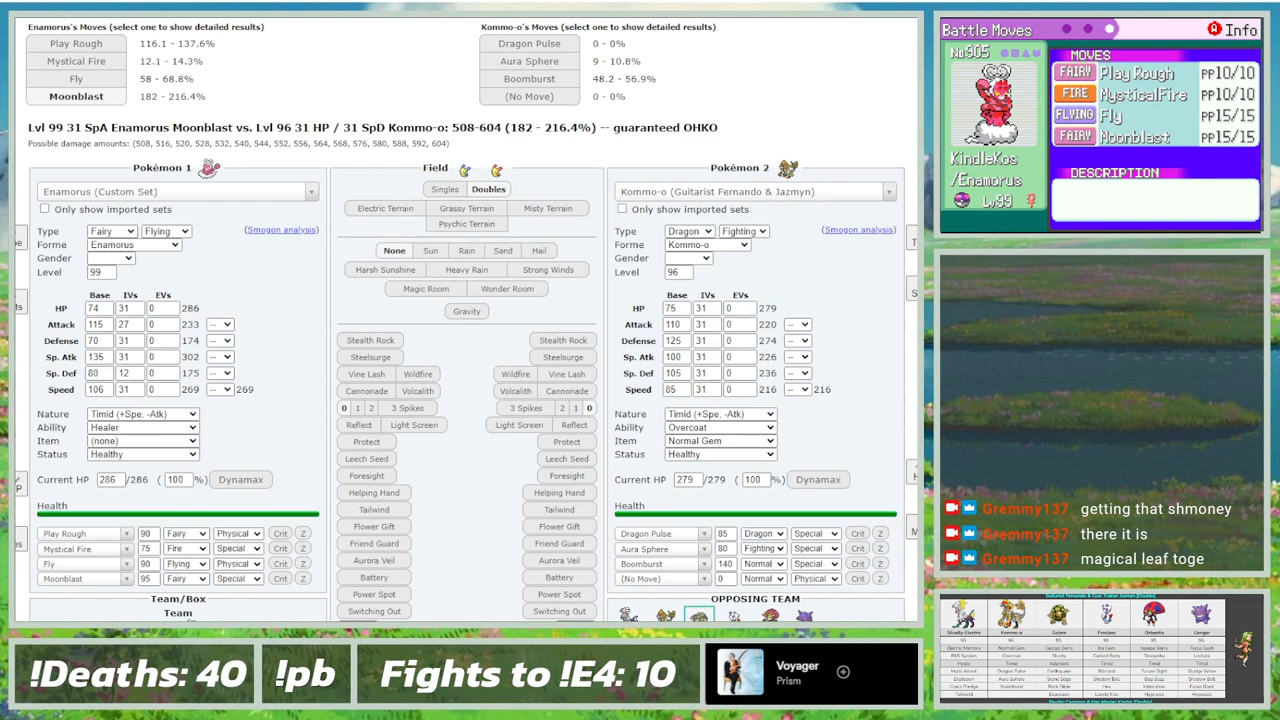 Enamorus's Moves (select one to show detailed results)
Play Rough 116.1 - 137.6%
Mystical Fire 12.1 - 14.3%
Fly 58 - 68.8%
Moonblast 182 - 216.4%
Kommo-o's Moves (select one to show detailed results)
Dragon Pulse 0 - 0%
Aura Sphere 9 - 10.8%
Boomburst 48.2 - 56.9%
(No Move) 0 - 0%
Lvl 99 31 SpA Enamorus Moonblast vs. Lvl 96 31 HP / 31 SpD Kommo-o: 508-604 (182 - 216.4%) -- guaranteed OHKO
Possible damage amounts: (508, 516, 520, 528, 532, 540, 544, 552, 556, 564, 568, 576, 580, 588, 592, 604)
Pokémon 1
Enamorus (Custom Set)
Only show imported sets
Type Fairy Flying (Smogon analysis)
Forme Enamorus
Gender
Level 99
Base IVs EVs
HP 74 31 0 286
Attack 115 27 0 233 --
Defense 70 31 0 174 --
Sp. Atk 135 31 0 302 --
Sp. Def 80 12 0 175 --
Speed 106 31 0 269 -- 269
Nature Timid (+Spe, -Atk)
Ability Healer
Item (none)
Status Healthy
Current HP 286 /286 ( 100 %) Dynamax
Health
Play Rough 90 Fairy Physical Crit Z
Mystical Fire 75 Fire Special Crit Z
Fly 90 Flying Physical Crit Z
Moonblast 95 Fairy Special Crit Z
Team/Box
Team
Field
Singles Doubles
Electric Terrain Grassy Terrain Misty Terrain
Psychic Terrain
None Sun Rain Sand Hail
Harsh Sunshine Heavy Rain Strong Winds
Magic Room Wonder Room
Gravity
Stealth Rock Stealth Rock
Steelsurge Steelsurge
Vine Lash Wildfire Wildfire Vine Lash
Cannonade Volcalith Volcalith Cannonade
0 1 2 3 Spikes 3 Spikes 2 1 0
Reflect Light Screen Light Screen Reflect
Protect Protect
Leech Seed Leech Seed
Foresight Foresight
Helping Hand Helping Hand
Tailwind Tailwind
Flower Gift Flower Gift
Friend Guard Friend Guard
Aurora Veil Aurora Veil
Battery Battery
Power Spot Power Spot
Switching Out Switching Out
Pokémon 2
Kommo-o (Guitarist Fernando & Jazmyn)
Only show imported sets
Type Dragon Fighting (Smogon analysis)
Forme Kommo-o
Gender
Level 96
Base IVs EVs
HP 75 31 0 279
Attack 110 31 0 220 --
Defense 125 31 0 274 --
Sp. Atk 100 31 0 226 --
Sp. Def 105 31 0 236 --
Speed 85 31 0 216 -- 216
Nature Timid (+Spe, -Atk)
Ability Overcoat
Item Normal Gem
Status Healthy
Current HP 279 /279 ( 100 %) Dynamax
Health
Dragon Pulse 85 Dragon Special Crit Z
Aura Sphere 80 Fighting Special Crit Z
Boomburst 140 Normal Special Crit Z
(No Move) 0 Normal Physical Crit Z
OPPOSING TEAM
Battle Moves A Info
No905
KindleKos
/Enamorus
Lv99 ♀
MOVES
FAIRY Play Rough PP10/10
FIRE MysticalFire PP10/10
FLYING Fly PP15/15
FAIRY Moonblast PP15/15
DESCRIPTION
Gremmy137 getting that shmoney
Gremmy137 there it is
Gremmy137 magical leaf toge
Silvally-Electric Kommo-o Golem Froslass Orbeetle Gengar
Voyager
Prism